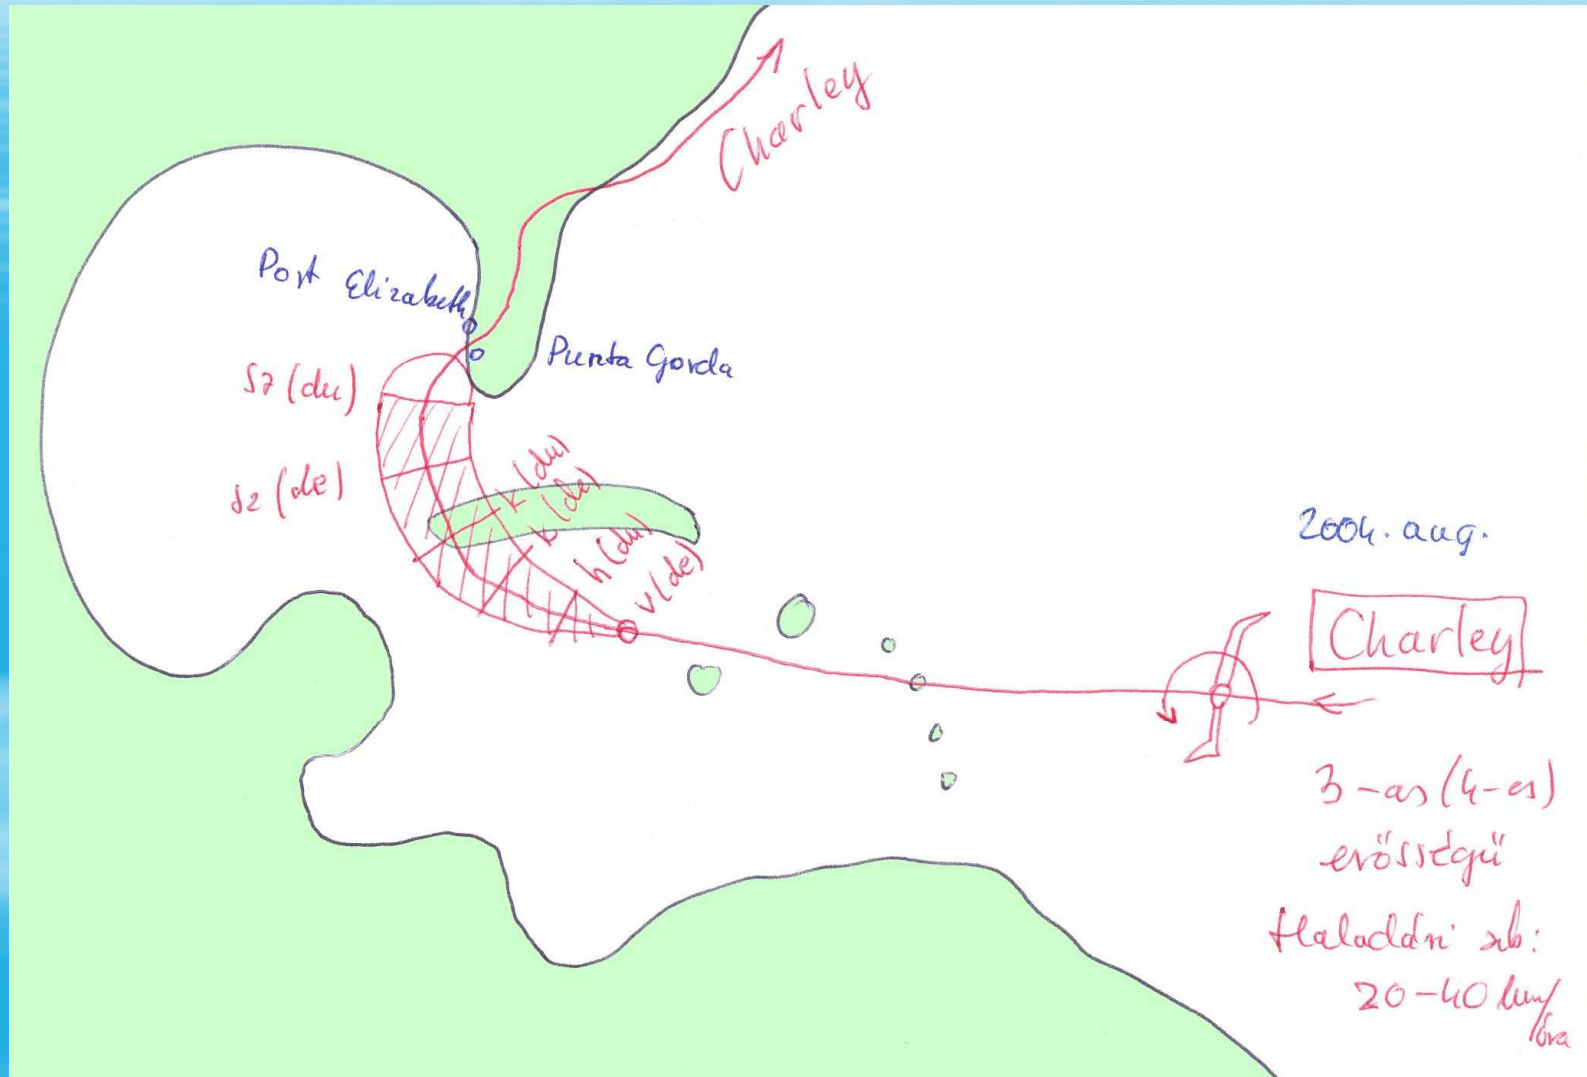 Charley
Port Elizabeth
Punta Gorda
sz (du)
sz (de)
k (du)
k (de)
h (du)
v (de)
2004. aug.
Charley
3-as (4-es)
erősségű
Haladási seb:
20-40 km/
óra